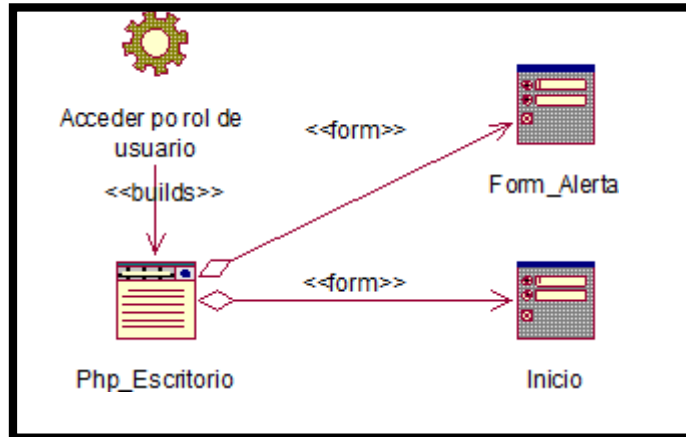 Acceder po rol de
usuario
<<builds>>
<<form>>
Form_Alerta
<<form>>
Php_Escritorio
Inicio